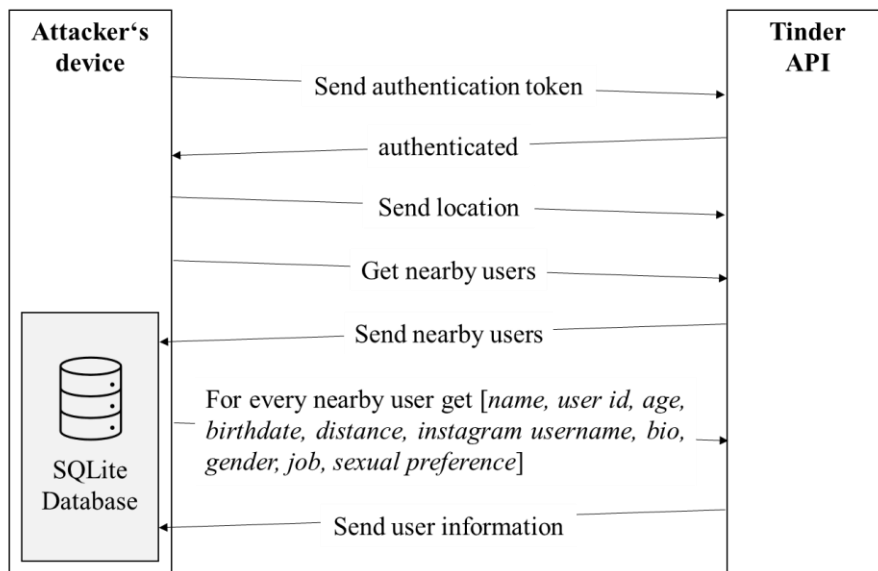 Attacker‘s
device
Tinder
API
Send authentication token
authenticated
Send location
Get nearby users
Send nearby users
For every nearby user get [name, user id, age,
birthdate, distance, instagram username, bio,
gender, job, sexual preference]
SQLite
Database
Send user information